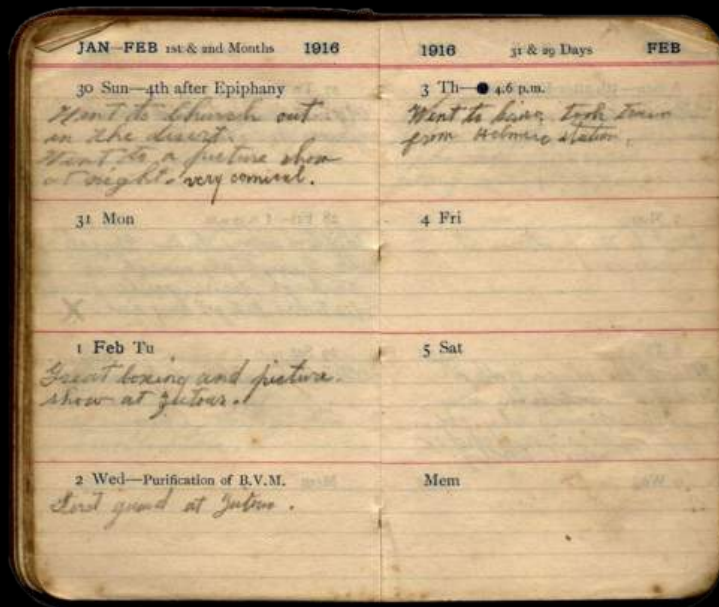 JAN—FEB 1st & 2nd Months 1916
30 Sun—4th after Epiphany
Went to Church out
in the desert.
Went to a picture show
at night. very comical.
31 Mon
1 Feb Tu
Great boxing and picture
show at Zeitoun.
2 Wed—Purification of B.V.M.
guard at
1916 31 & 29 Days FEB
3 Th—● 4.6 p.m.
Went to took train
from station.
4 Fri
5 Sat
Mem